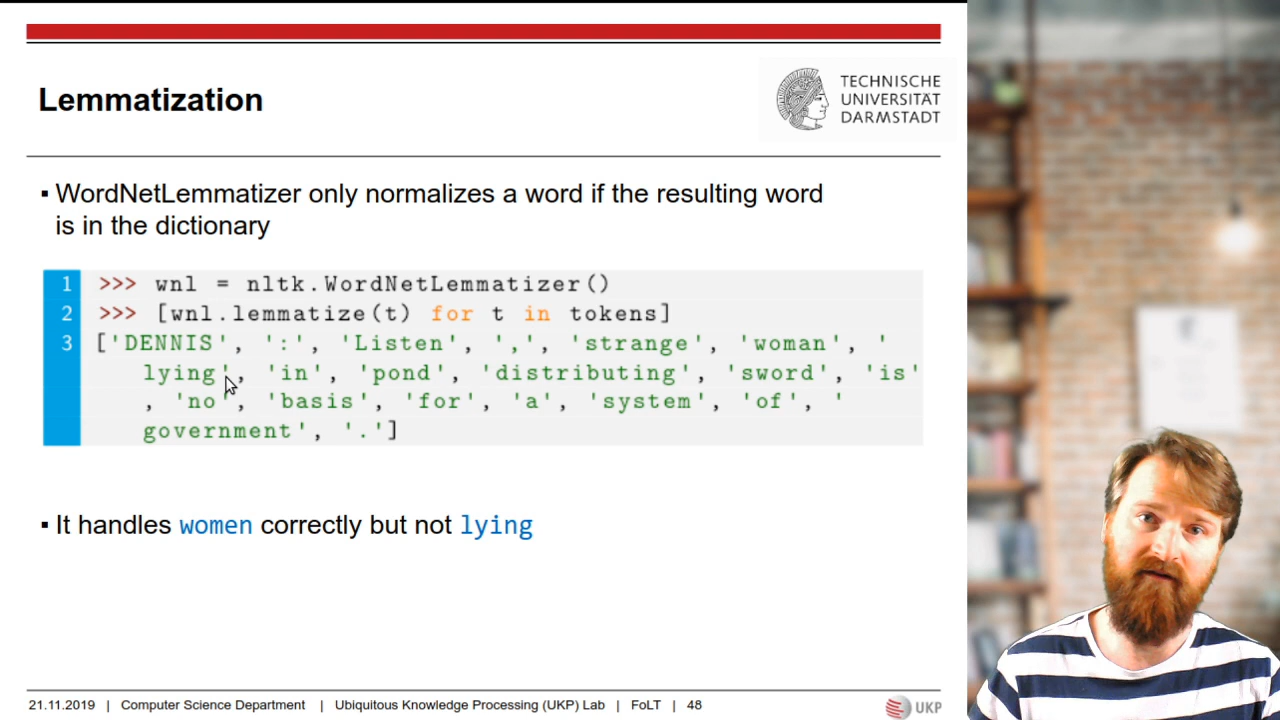 Lemmatization
TECHNISCHE
UNIVERSITÄT
DARMSTADT
▪ WordNetLemmatizer only normalizes a word if the resulting word
is in the dictionary
1 >>> wnl = nltk.WordNetLemmatizer()
2 >>> [wnl.lemmatize(t) for t in tokens]
3 ['DENNIS', ':', 'Listen', ',', 'strange', 'woman', '
lying', 'in', 'pond', 'distributing', 'sword', 'is'
, 'no', 'basis', 'for', 'a', 'system', 'of', '
government', '.']
▪ It handles women correctly but not lying
21.11.2019 | Computer Science Department | Ubiquitous Knowledge Processing (UKP) Lab | FoLT | 48
UKP